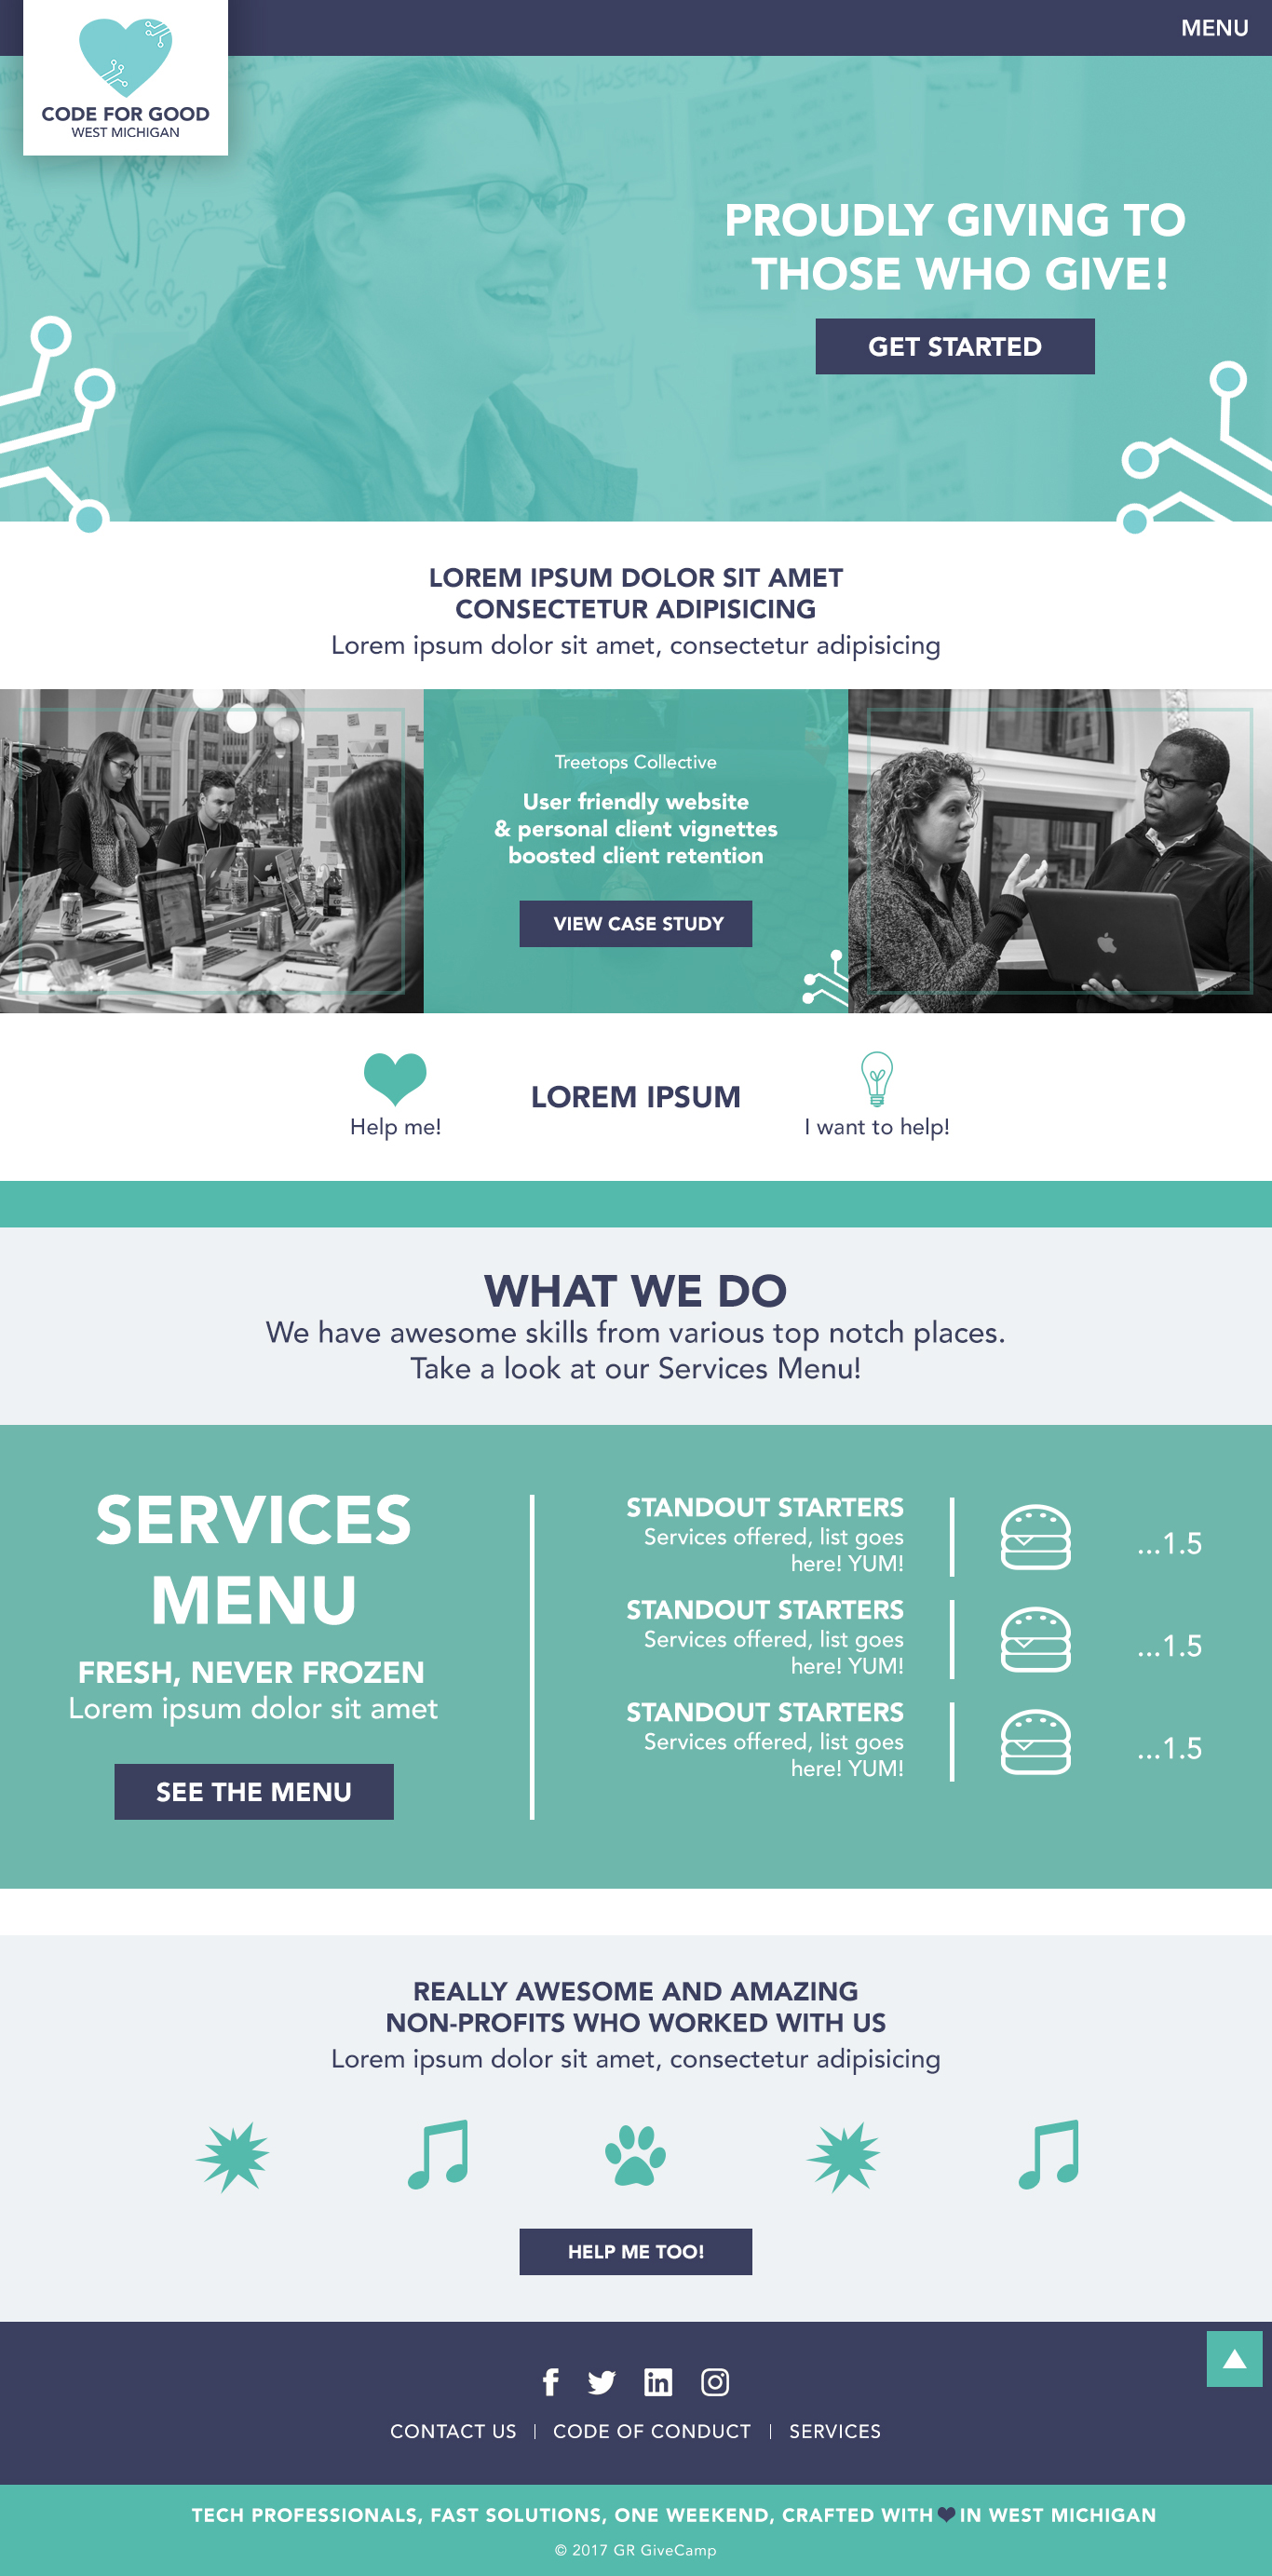 MENU
CODE FOR GOOD
WEST MICHIGAN
PROUDLY GIVING TO
THOSE WHO GIVE!
GET STARTED
LOREM IPSUM DOLOR SIT AMET
CONSECTETUR ADIPISICING
Lorem ipsum dolor sit amet, consectetur adipisicing
Treetops Collective
User friendly website
& personal client vignettes
boosted client retention
VIEW CASE STUDY
Help me!
LOREM IPSUM
I want to help!
WHAT WE DO
We have awesome skills from various top notch places.
Take a look at our Services Menu!
SERVICES
MENU
FRESH, NEVER FROZEN
Lorem ipsum dolor sit amet
SEE THE MENU
STANDOUT STARTERS
Services offered, list goes
here! YUM!
...1.5
STANDOUT STARTERS
Services offered, list goes
here! YUM!
...1.5
STANDOUT STARTERS
Services offered, list goes
here! YUM!
...1.5
REALLY AWESOME AND AMAZING
NON-PROFITS WHO WORKED WITH US
Lorem ipsum dolor sit amet, consectetur adipisicing
HELP ME TOO!
CONTACT US | CODE OF CONDUCT | SERVICES
TECH PROFESSIONALS, FAST SOLUTIONS, ONE WEEKEND, CRAFTED WITH ❤ IN WEST MICHIGAN
© 2017 GR GiveCamp